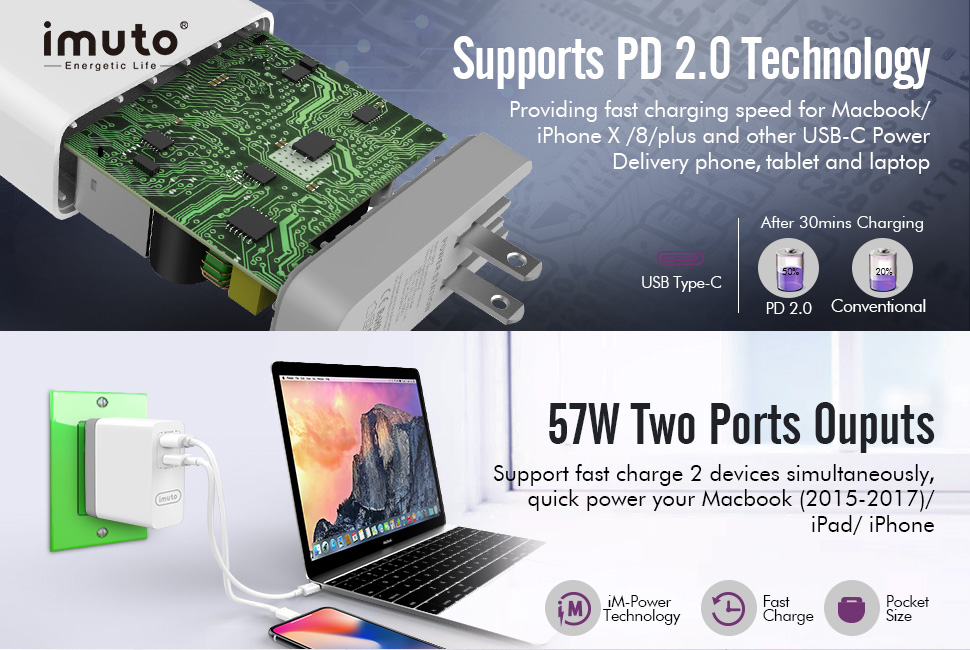 imuto®
Energetic Life
Supports PD 2.0 Technology
Providing fast charging speed for Macbook/
iPhone X /8/plus and other USB-C Power
Delivery phone, tablet and laptop
After 30mins Charging
USB Type-C
50%
20%
PD 2.0
Conventional
57W Two Ports Ouputs
Support fast charge 2 devices simultaneously,
quick power your Macbook (2015-2017)/
iPad/ iPhone
imuto
iM
iM-Power
Technology
Fast
Charge
Pocket
Size